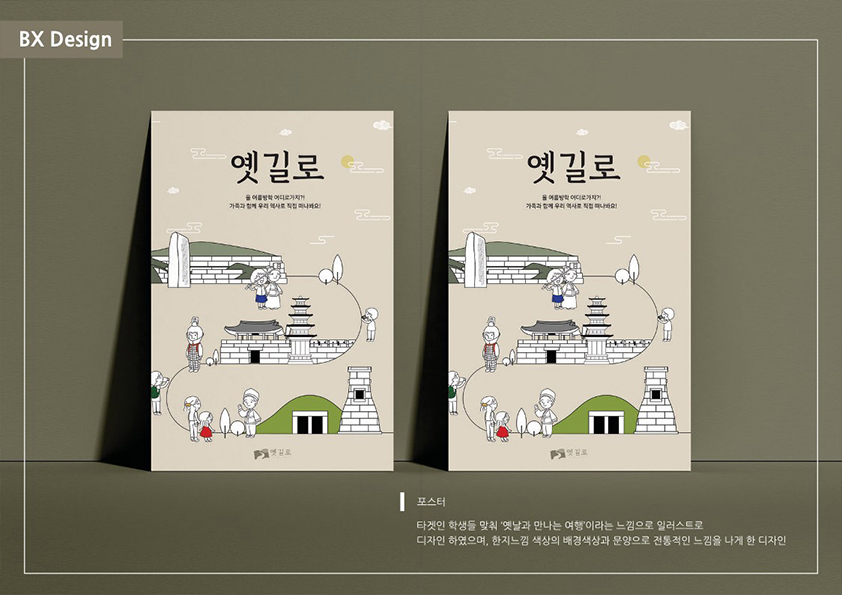 BX Design
옛길로
올 여름방학 어디로가지?!
가족과 함께 우리 역사로 직접 떠나봐요!
옛길로
옛길로
올 여름방학 어디로가지?!
가족과 함께 우리 역사로 직접 떠나봐요!
옛길로
포스터
타겟인 학생들 맞춰 '옛날과 만나는 여행'이라는 느낌으로 일러스트로
디자인 하였으며, 한지느낌 색상의 배경색상과 문양으로 전통적인 느낌을 나게 한 디자인